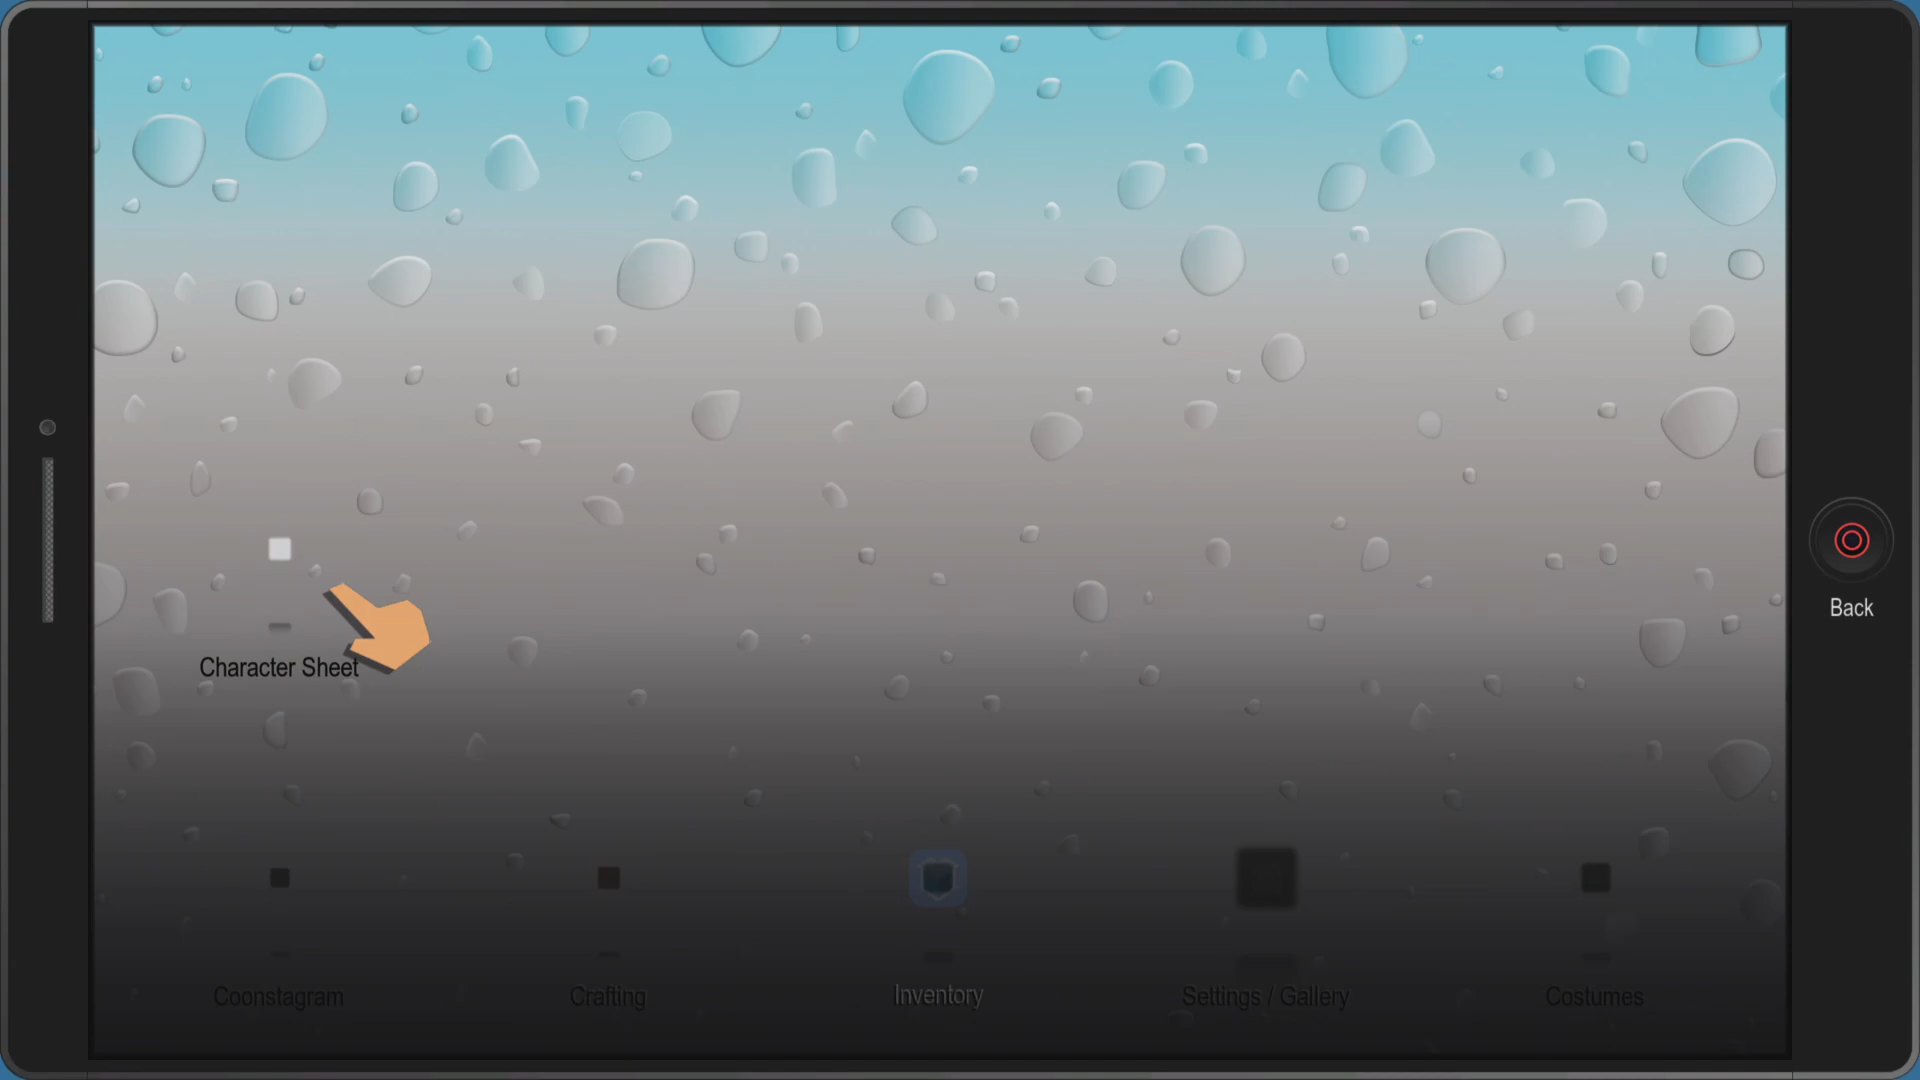 Back
Character Sheet
Coonstagram
Crafting
Inventory
Settings / Gallery
Costumes